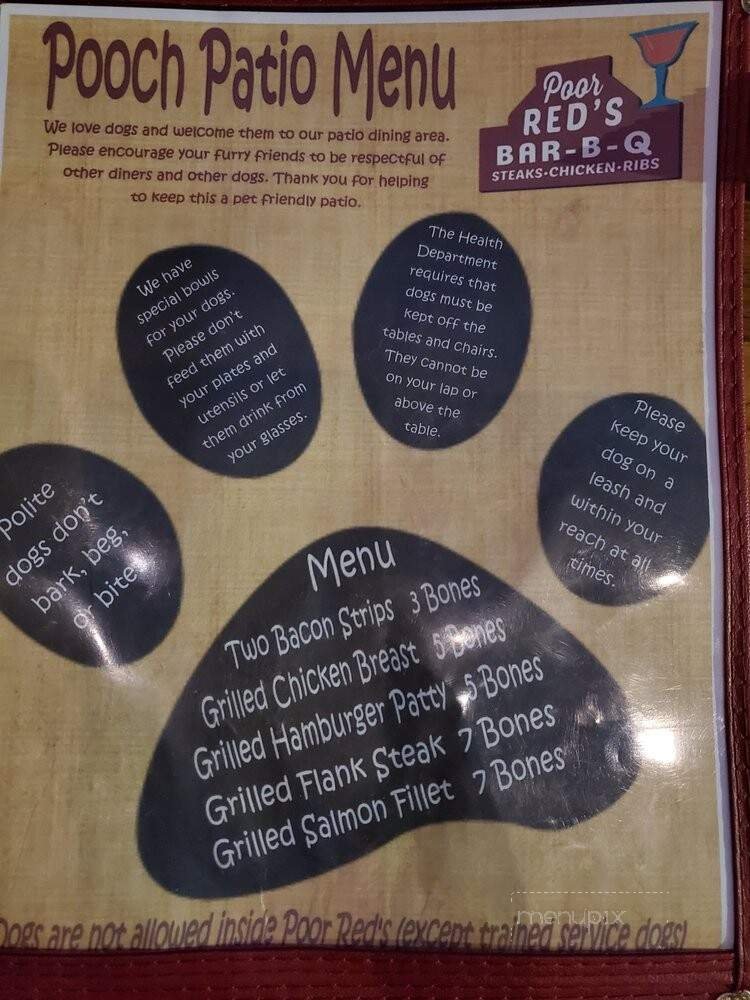 Pooch Patio Menu
We love dogs and welcome them to our patio dining area.
Please encourage your furry friends to be respectful of
other diners and other dogs. Thank you for helping
to keep this a pet friendly patio.
Poor
RED'S
BAR-B-Q
STEAKS•CHICKEN•RIBS
We have
special bowls
for your dogs.
Please don't
feed them with
your plates and
utensils or let
them drink from
your glasses.
The Health
Department
requires that
dogs must be
kept off the
tables and chairs.
They cannot be
on your lap or
above the
table.
Please
keep your
dog on a
leash and
within your
reach at all
times.
Polite
dogs don't
bark, beg,
or bite.
Menu
Two Bacon Strips 3 Bones
Grilled Chicken Breast 5 Bones
Grilled Hamburger Patty 5 Bones
Grilled Flank Steak 7 Bones
Grilled Salmon Fillet 7 Bones
menupix
Dogs are not allowed inside Poor Red's (except trained service dogs)